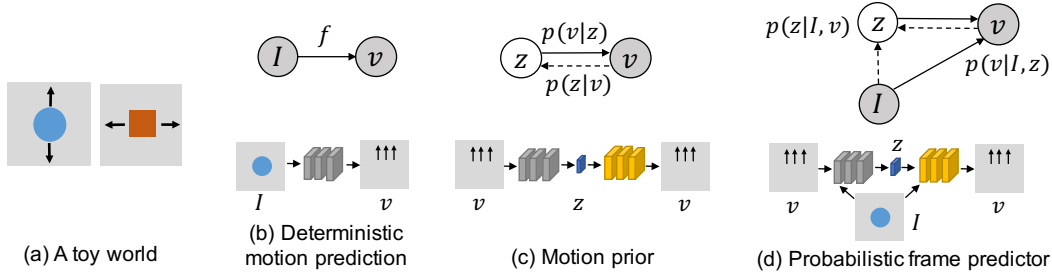 I
f
v
p(v|z)
z
v
p(z|v)
p(z|I, v)
z
v
p(v|I, z)
I
I
v
v
z
v
v
z
I
v
(a) A toy world
(b) Deterministic
motion prediction
(c) Motion prior
(d) Probabilistic frame predictor